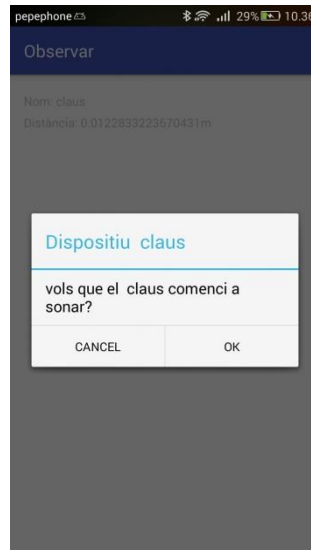 pepephone 29% 10.36
Observar
Nom: claus
Distància: 0.0122833223670431m
Dispositiu claus
vols que el claus comenci a
sonar?
CANCEL OK